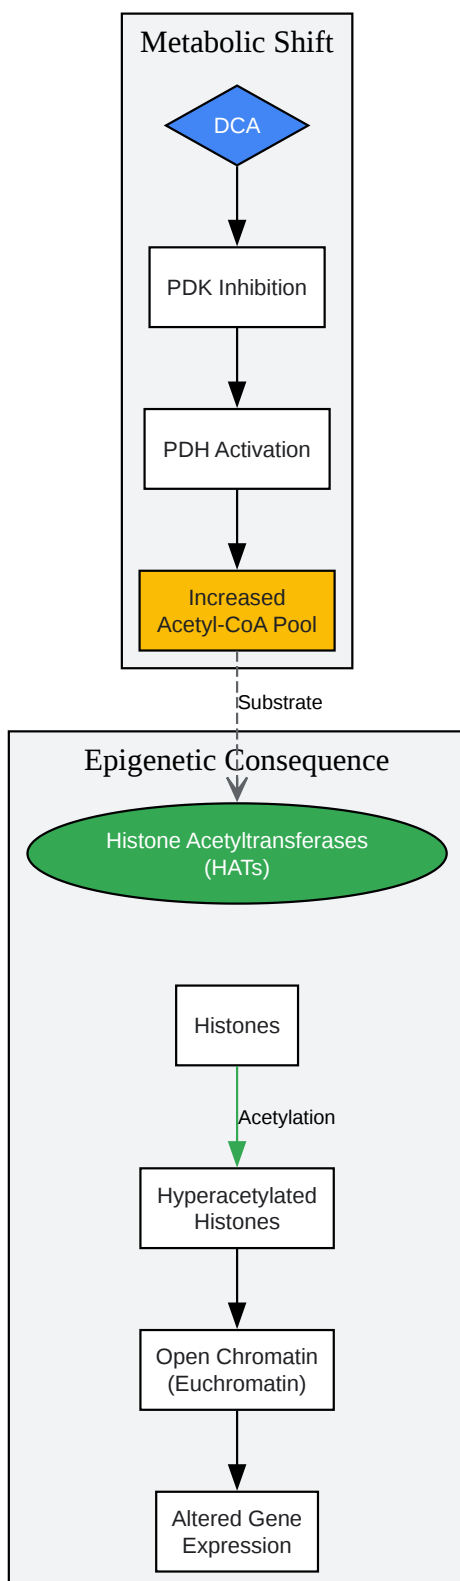 Metabolic Shift
DCA
PDK Inhibition
PDH Activation
Increased
Acetyl-CoA Pool
Substrate
Epigenetic Consequence
Histone Acetyltransferases
(HATs)
Histones
Acetylation
Hyperacetylated
Histones
Open Chromatin
(Euchromatin)
Altered Gene
Expression